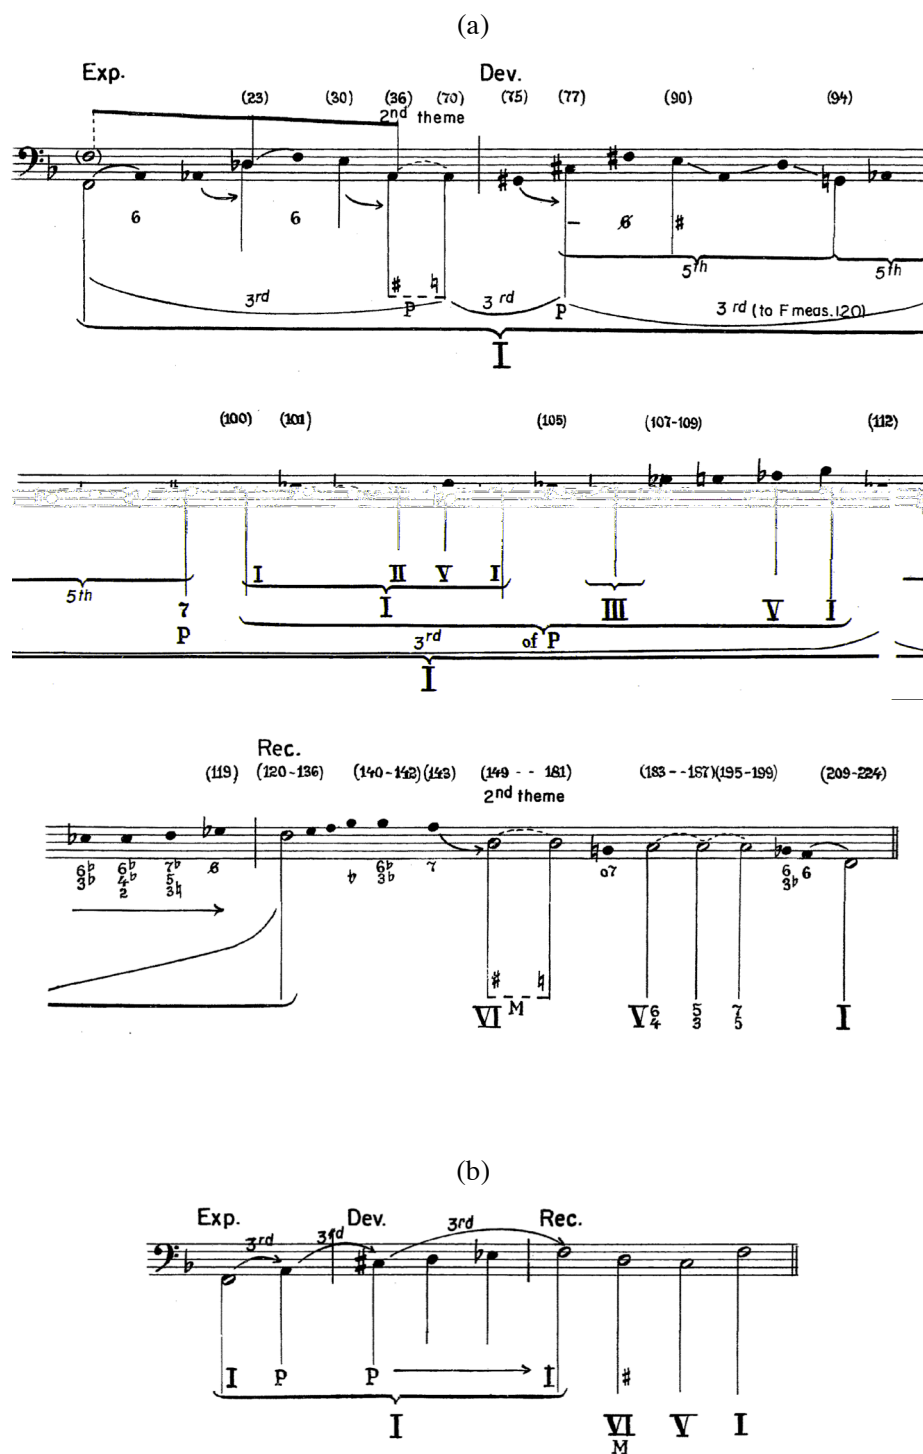 (a)
Exp. Dev.
(23) (30) (36) (70) (75) (77) (90) (94)
2nd theme
6 6 – 6 #
5th 5th
# ♮
3rd P 3rd P 3rd (to F meas. 120)
I
(100) (101) (105) (107-109) (112)
I II V I
5th I
7 III V I
P
3rd of P
I
Rec.
(119) (120-136) (140-142) (143) (149 - - 181) (183 - -187) (195-199) (209-224)
2nd theme
6♭ 6♭ 7♭ 6 ♭ 6♭ 7 o7 6 6
3♭ 4♭ 5 3♭ 3♭
2 3♮
# ♮
VI M V 6 5 7 I
4 3 5
(b)
Exp. Dev. Rec.
3rd 3rd 3rd
I P P I #
I VI V I
M